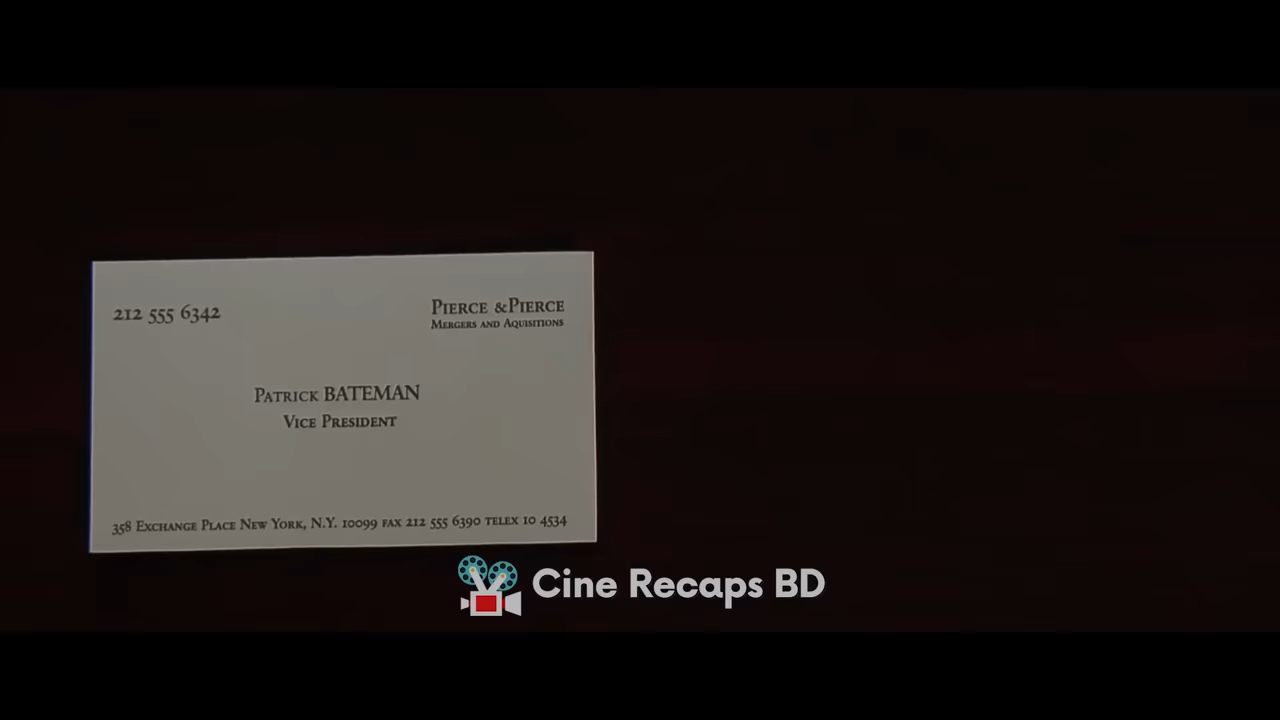 212 555 6342
PIERCE &PIERCE
MERGERS AND AQUISITIONS
PATRICK BATEMAN
VICE PRESIDENT
358 EXCHANGE PLACE NEW YORK, N.Y. 10099 FAX 212 555 6390 TELEX 10 4534
Cine Recaps BD